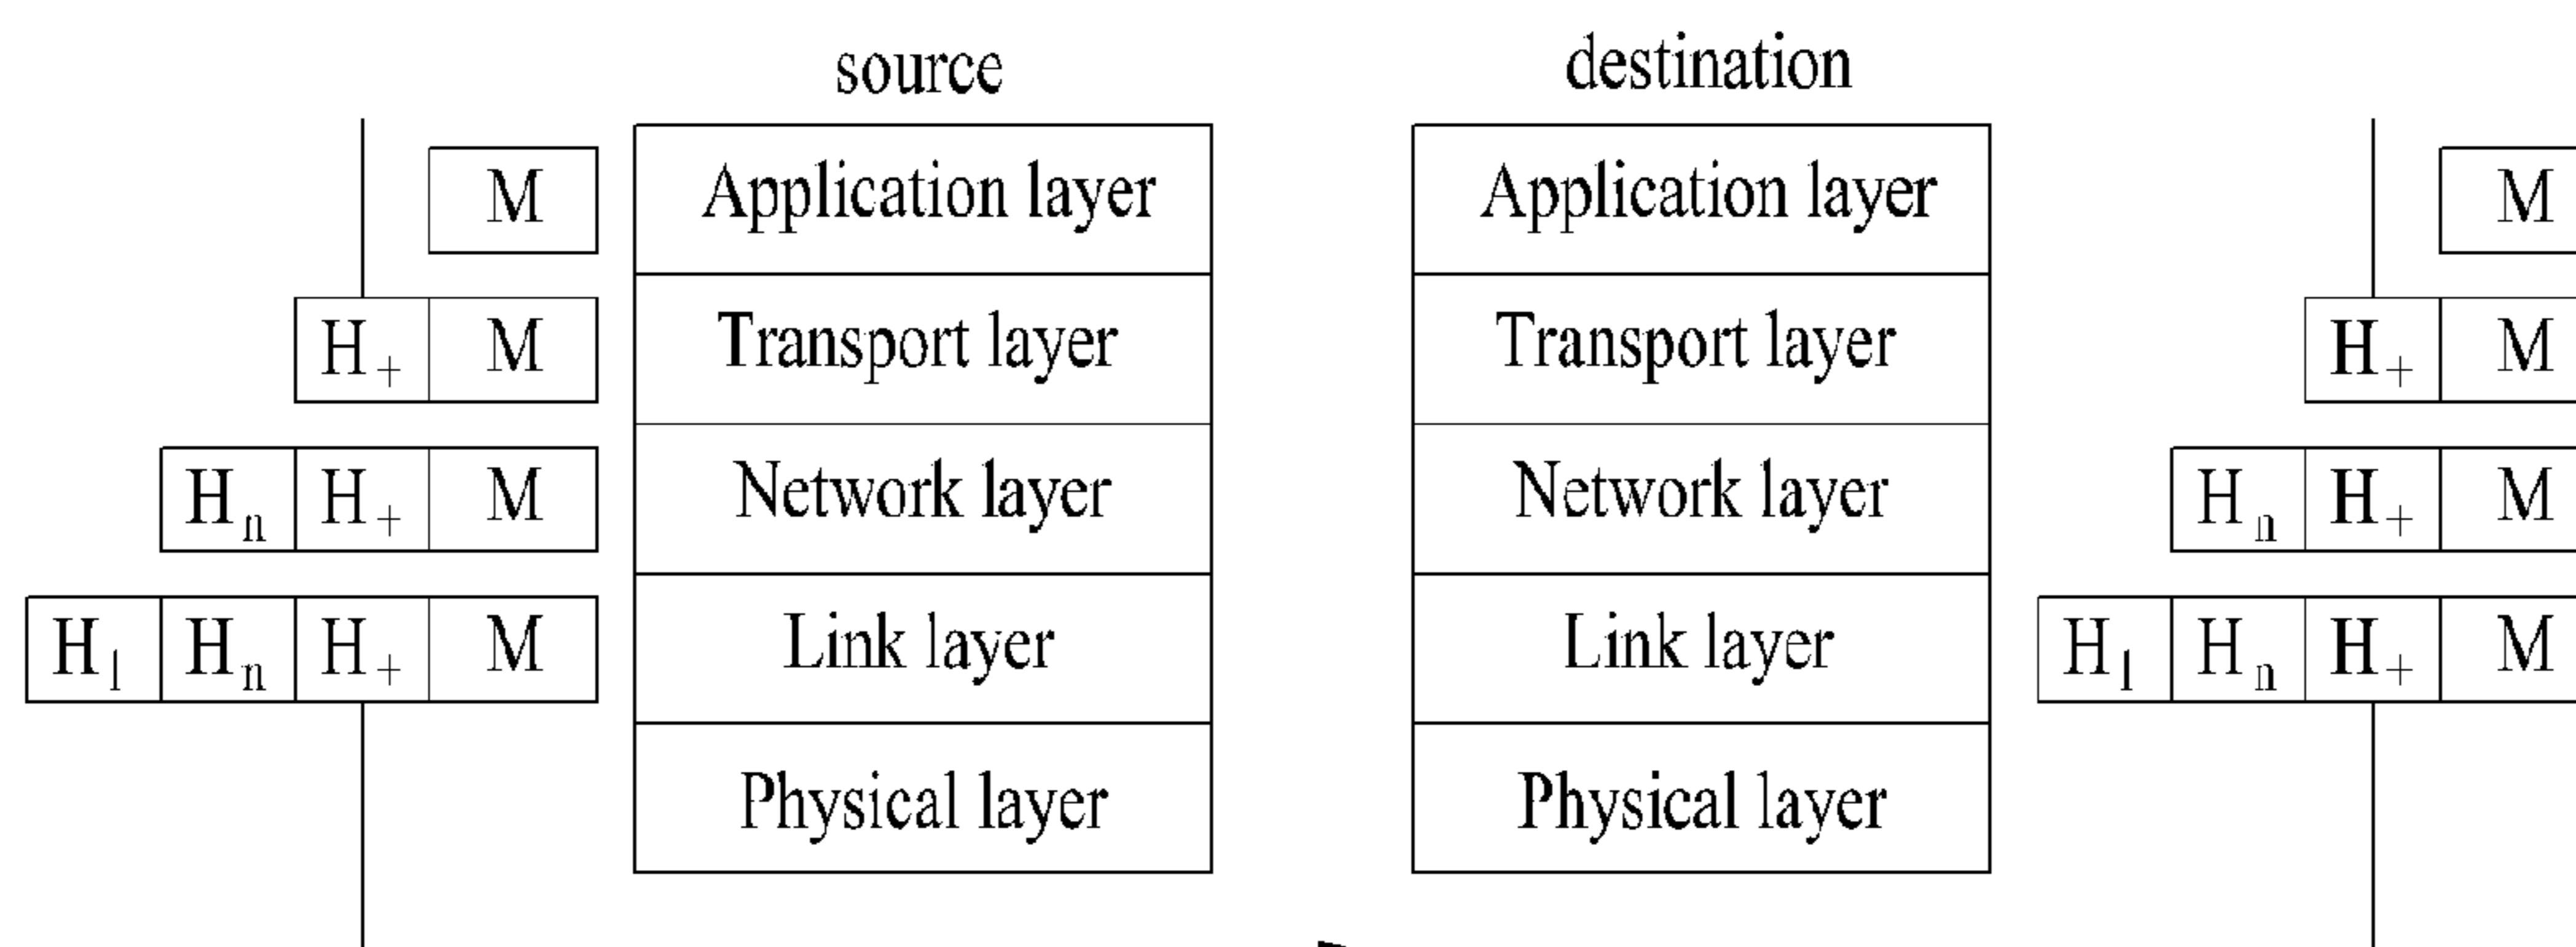 source destination
M Application layer Application layer M
H+ M Transport layer Transport layer H+ M
Hn H+ M Network layer Network layer Hn H+ M
Hl Hn H+ M Link layer Link layer Hl Hn H+ M
Physical layer Physical layer